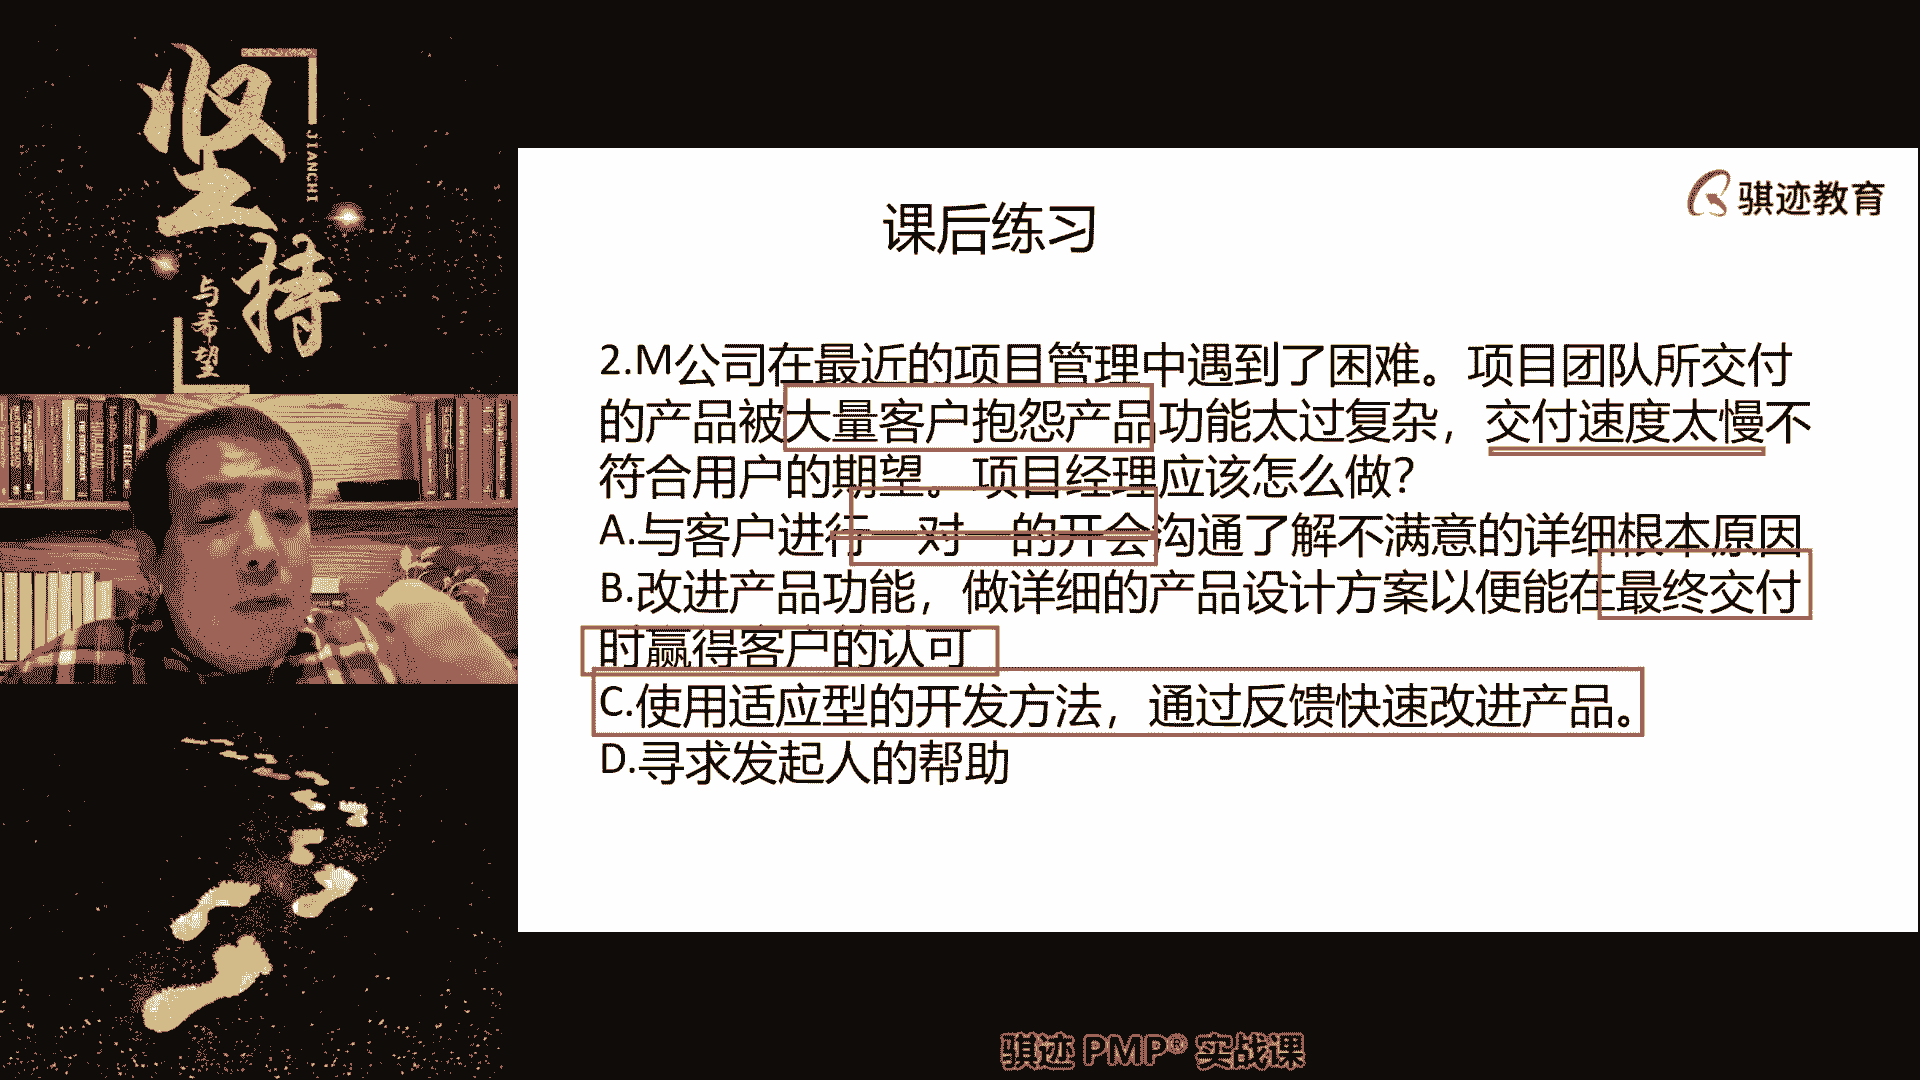 坚持
JIANCHI
与希望
骐迹教育
课后练习
2.M公司在最近的项目管理中遇到了困难。项目团队所交付
的产品被大量客户抱怨产品功能太过复杂，交付速度太慢不
符合用户的期望。项目经理应该怎么做？
A.与客户进行一对一的开会沟通了解不满意的详细根本原因
B.改进产品功能，做详细的产品设计方案以便能在最终交付
时赢得客户的认可
C.使用适应型的开发方法，通过反馈快速改进产品。
D.寻求发起人的帮助
骐迹 PMP® 实战课